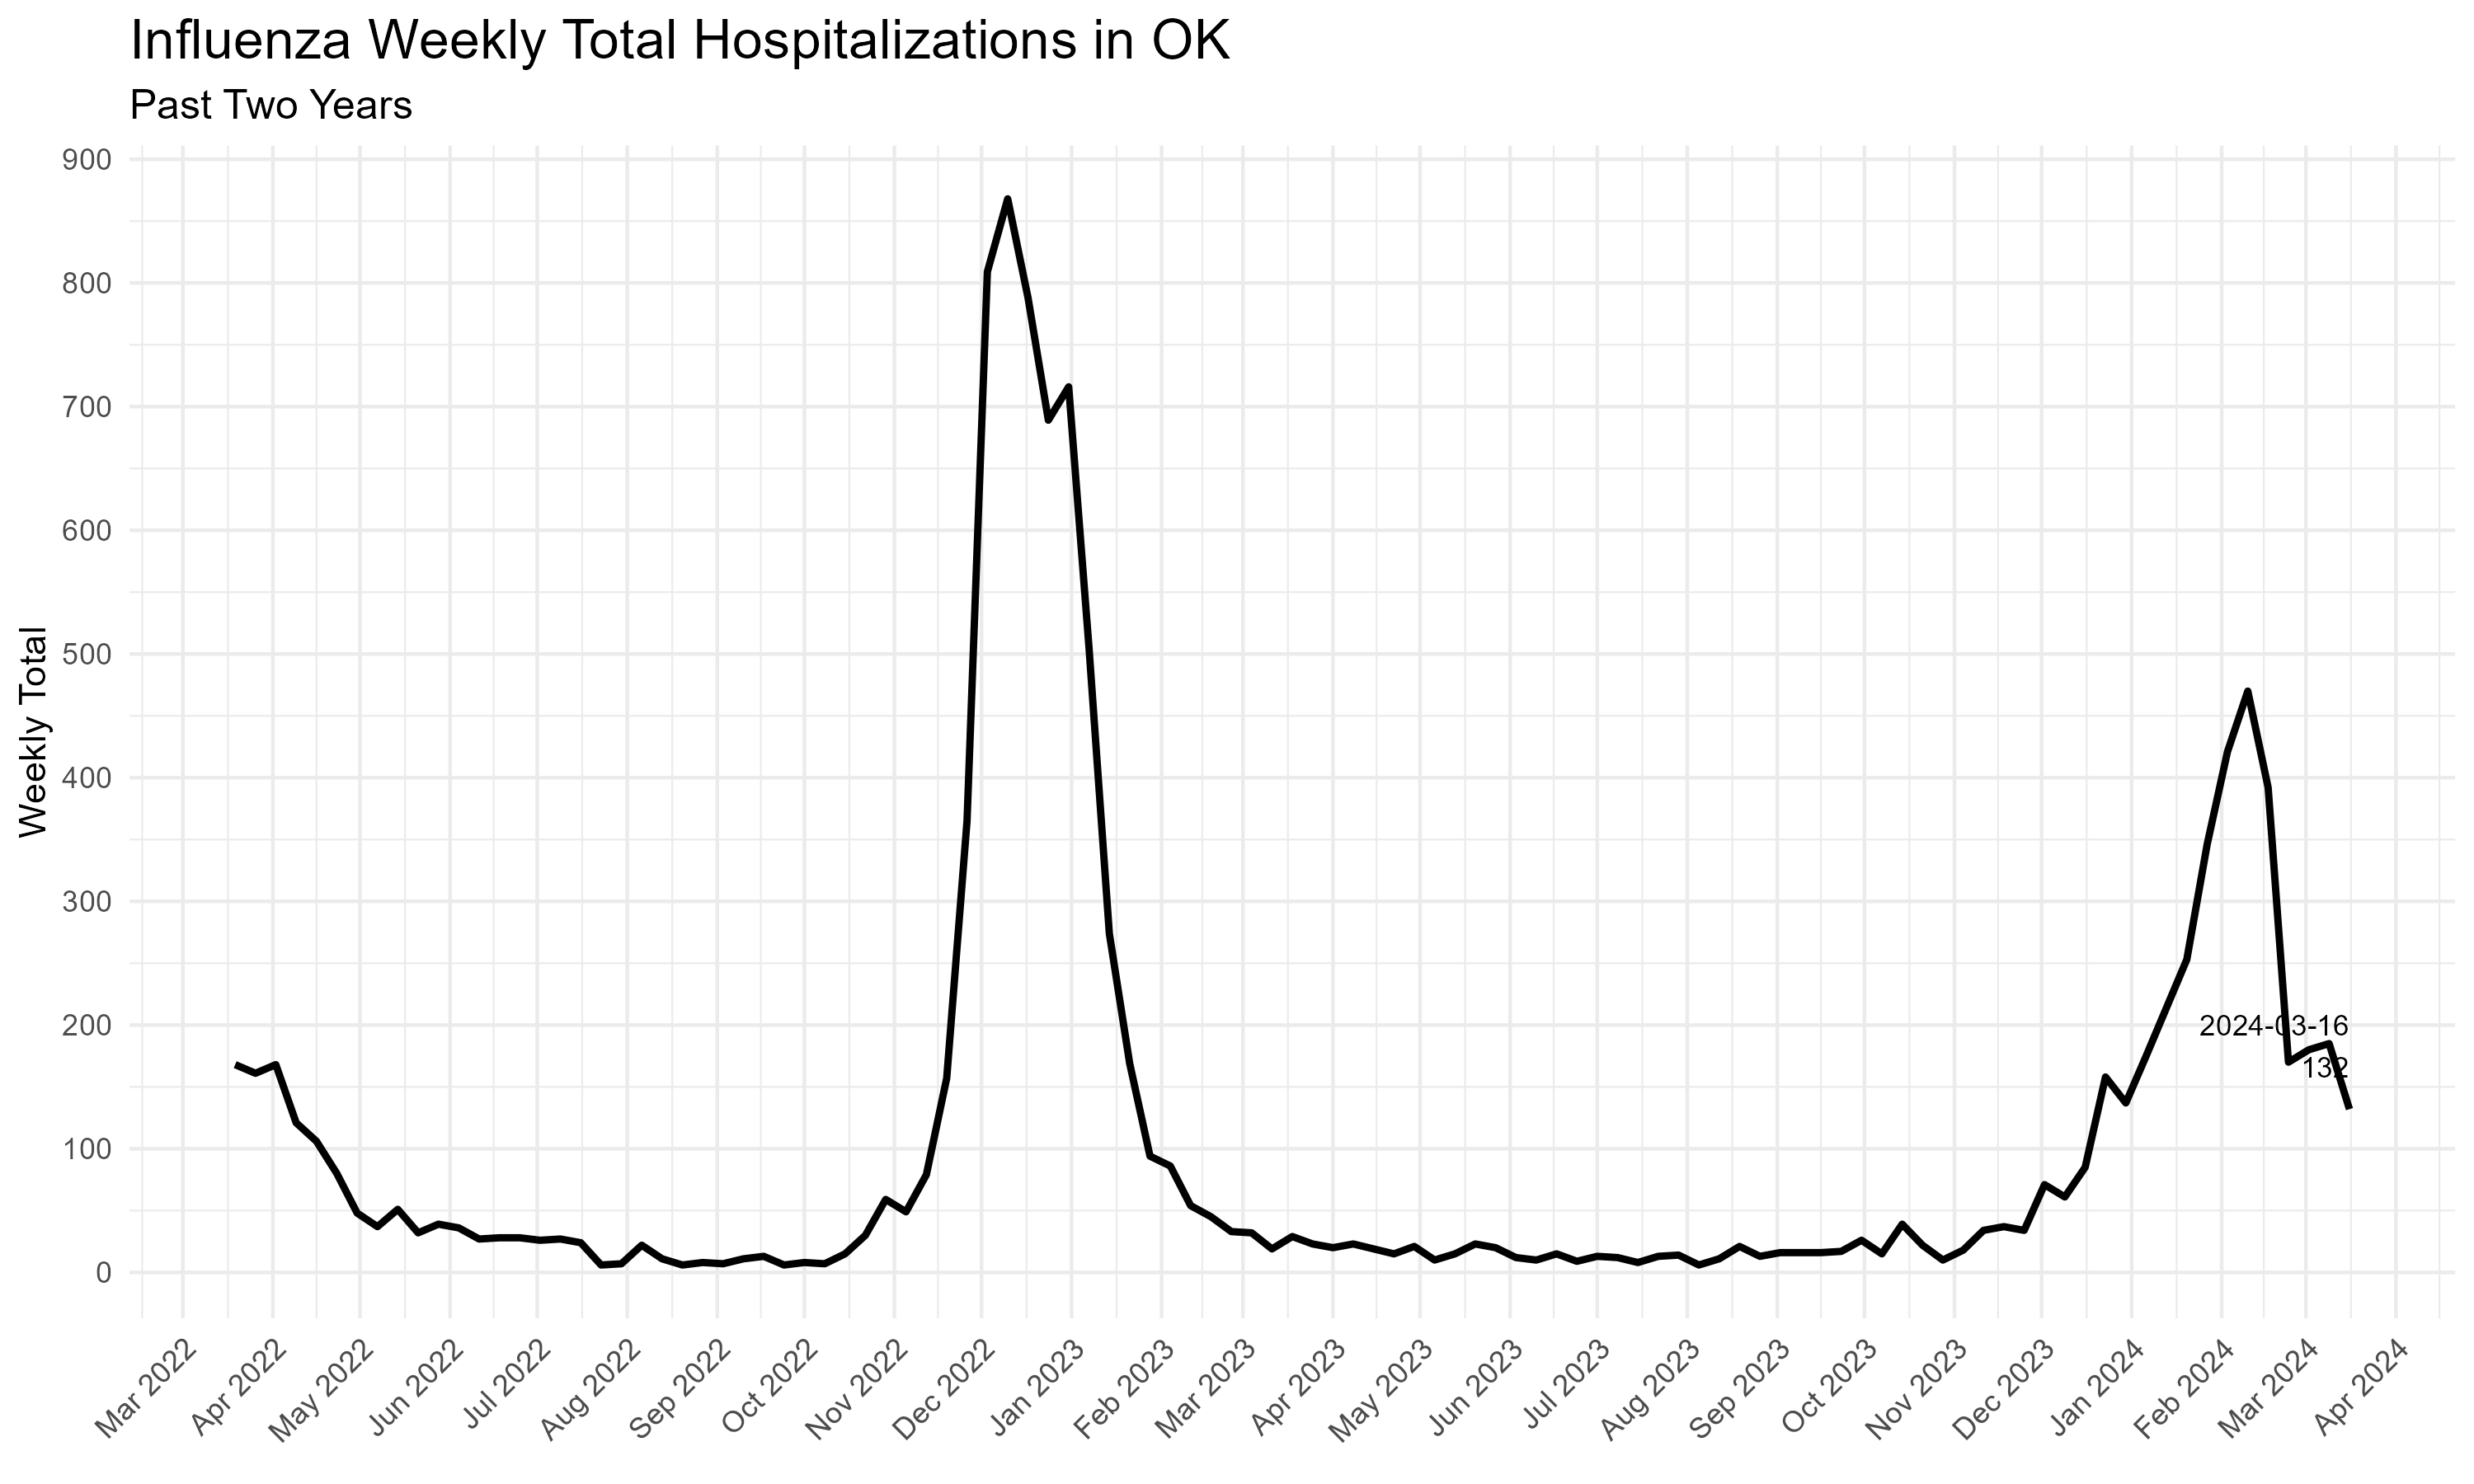 Influenza Weekly Total Hospitalizations in OK
Past Two Years
Weekly Total
900
800
700
600
500
400
300
200
100
0
2024-03-16
132
Mar 2022
Apr 2022
May 2022
Jun 2022
Jul 2022
Aug 2022
Sep 2022
Oct 2022
Nov 2022
Dec 2022
Jan 2023
Feb 2023
Mar 2023
Apr 2023
May 2023
Jun 2023
Jul 2023
Aug 2023
Sep 2023
Oct 2023
Nov 2023
Dec 2023
Jan 2024
Feb 2024
Mar 2024
Apr 2024